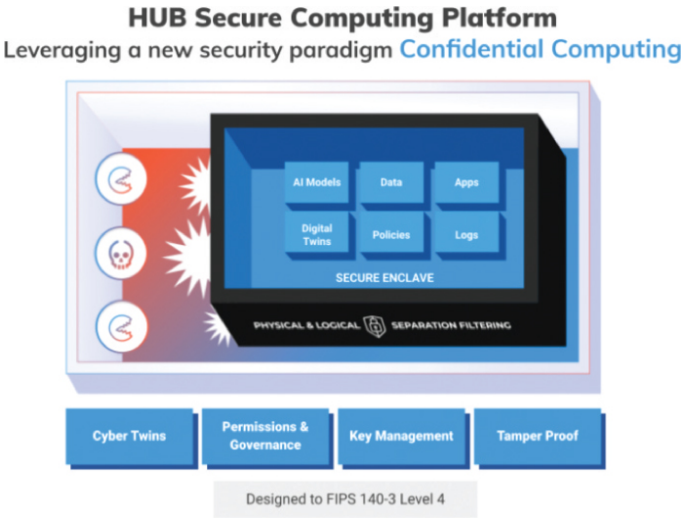 HUB Secure Computing Platform
Leveraging a new security paradigm Confidential Computing
AI Models
Data
Apps
Digital
Twins
Policies
Logs
SECURE ENCLAVE
PHYSICAL & LOGICAL SEPARATION FILTERING
Cyber Twins
Permissions &
Governance
Key Management
Tamper Proof
Designed to FIPS 140-3 Level 4